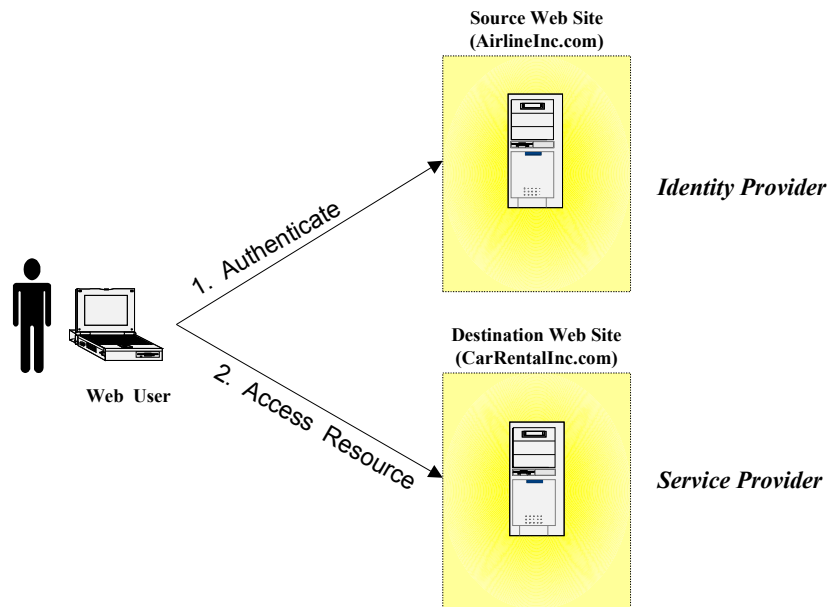 Source Web Site
(AirlineInc.com)
Identity Provider
1. Authenticate
Destination Web Site
(CarRentalInc.com)
Web User
2. Access Resource
Service Provider